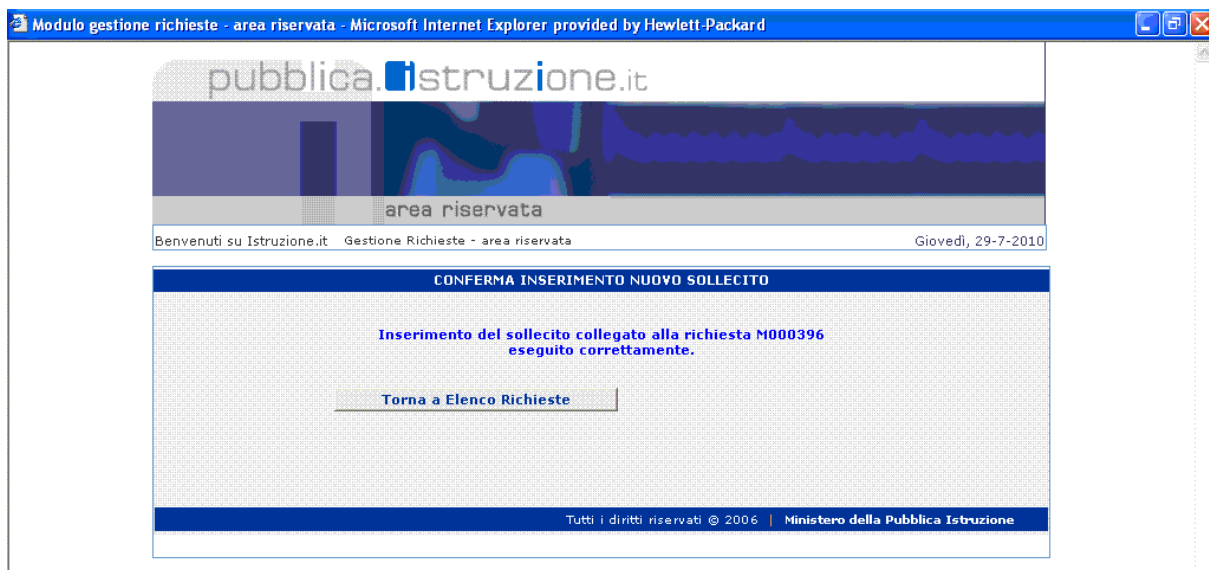 Modulo gestione richieste - area riservata - Microsoft Internet Explorer provided by Hewlett-Packard
pubblica.istruzione.it
area riservata
Benvenuti su Istruzione.it Gestione Richieste - area riservata Giovedì, 29-7-2010
CONFERMA INSERIMENTO NUOVO SOLLECITO
Inserimento del sollecito collegato alla richiesta M000396
eseguito correttamente.
Torna a Elenco Richieste
Tutti i diritti riservati @ 2006 | Ministero della Pubblica Istruzione